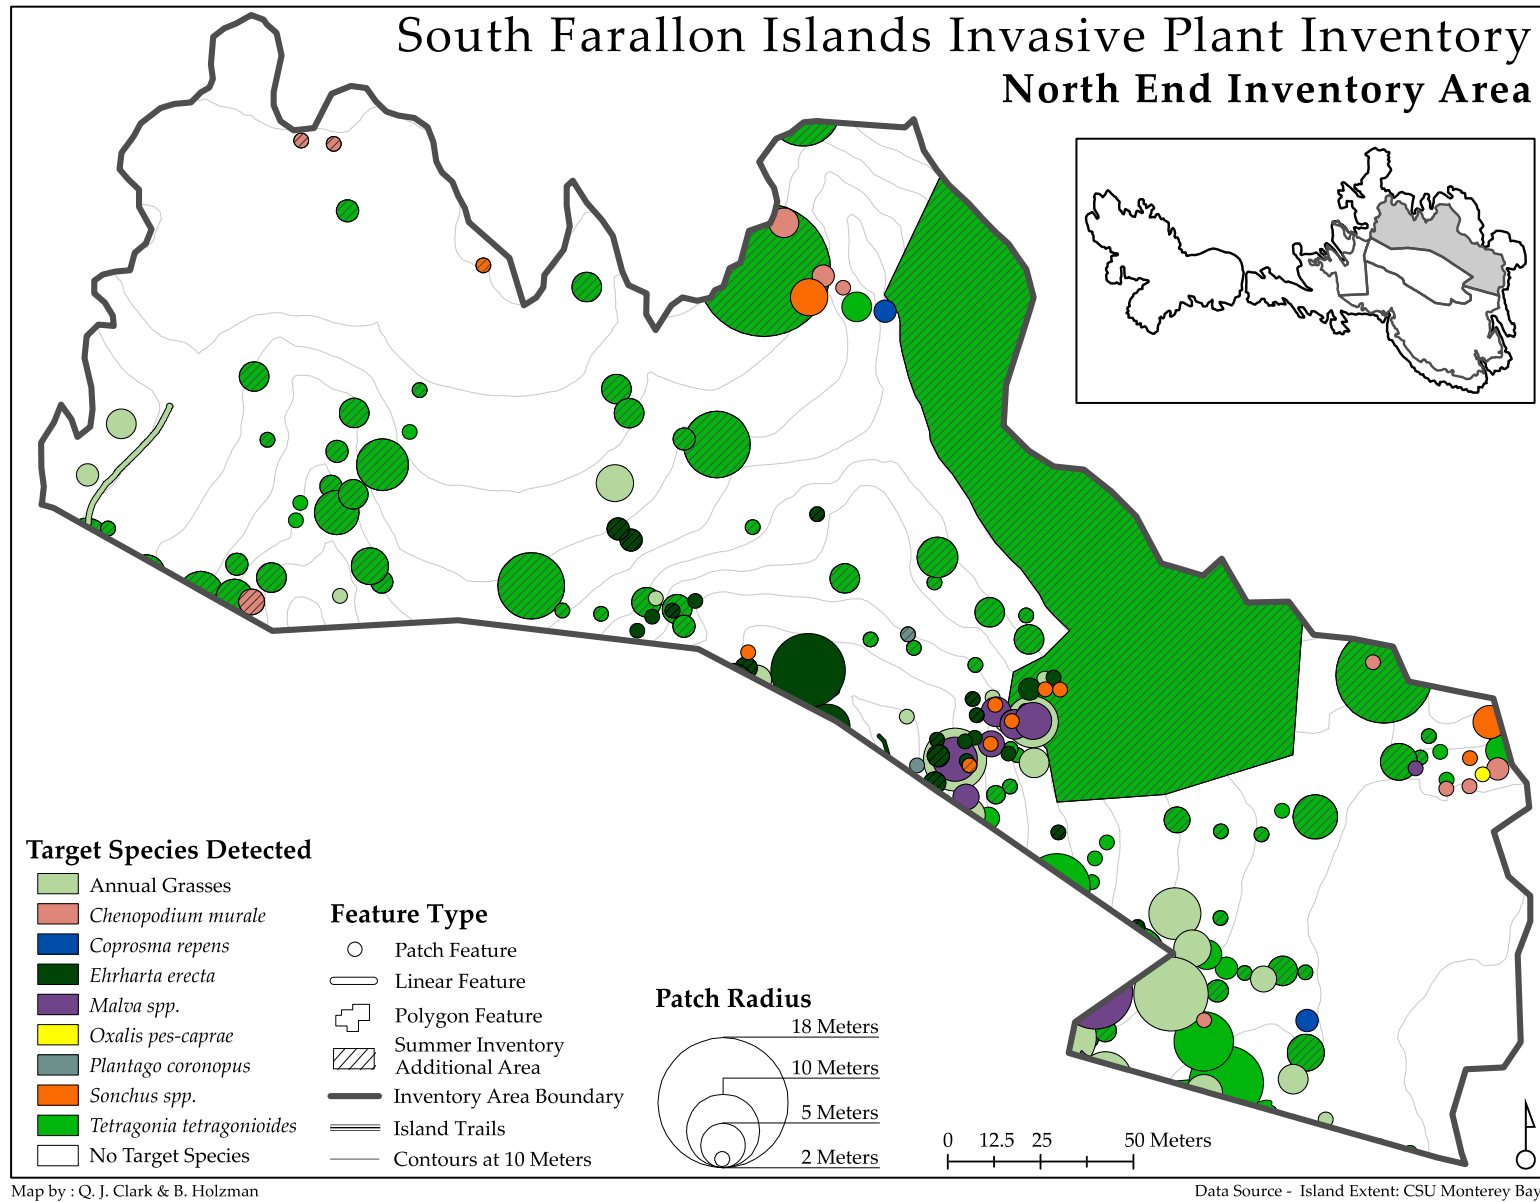 South Farallon Islands Invasive Plant Inventory
North End Inventory Area
Target Species Detected
Annual Grasses
Chenopodium murale
Coprosma repens
Ehrharta erecta
Malva spp.
Oxalis pes-caprae
Plantago coronopus
Sonchus spp.
Tetragonia tetragonioides
No Target Species
Feature Type
Patch Feature
Linear Feature
Polygon Feature
Summer Inventory
Additional Area
Inventory Area Boundary
Island Trails
Contours at 10 Meters
Patch Radius
18 Meters
10 Meters
5 Meters
2 Meters
0 12.5 25 50 Meters
Map by : Q. J. Clark & B. Holzman
Data Source - Island Extent: CSU Monterey Bay